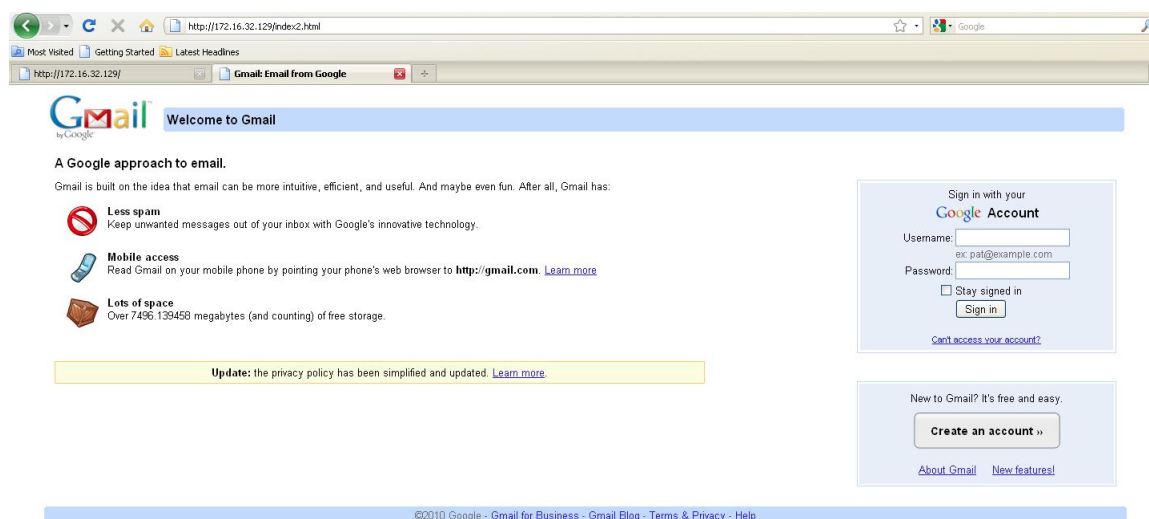 http://172.16.32.129/index2.html
Google
Most Visited Getting Started Latest Headlines
http://172.16.32.129/ Gmail: Email from Google
Gmail
by Google
Welcome to Gmail
A Google approach to email.
Gmail is built on the idea that email can be more intuitive, efficient, and useful. And maybe even fun. After all, Gmail has:
Less spam
Keep unwanted messages out of your inbox with Google's innovative technology.
Mobile access
Read Gmail on your mobile phone by pointing your phone's web browser to http://gmail.com. Learn more
Lots of space
Over 7496.139458 megabytes (and counting) of free storage.
Update: the privacy policy has been simplified and updated. Learn more.
Sign in with your
Google Account
Username:
ex: pat@example.com
Password:
Stay signed in
Sign in
Can't access your account?
New to Gmail? It's free and easy.
Create an account »
About Gmail New features!
©2010 Google - Gmail for Business - Gmail Blog - Terms & Privacy - Help